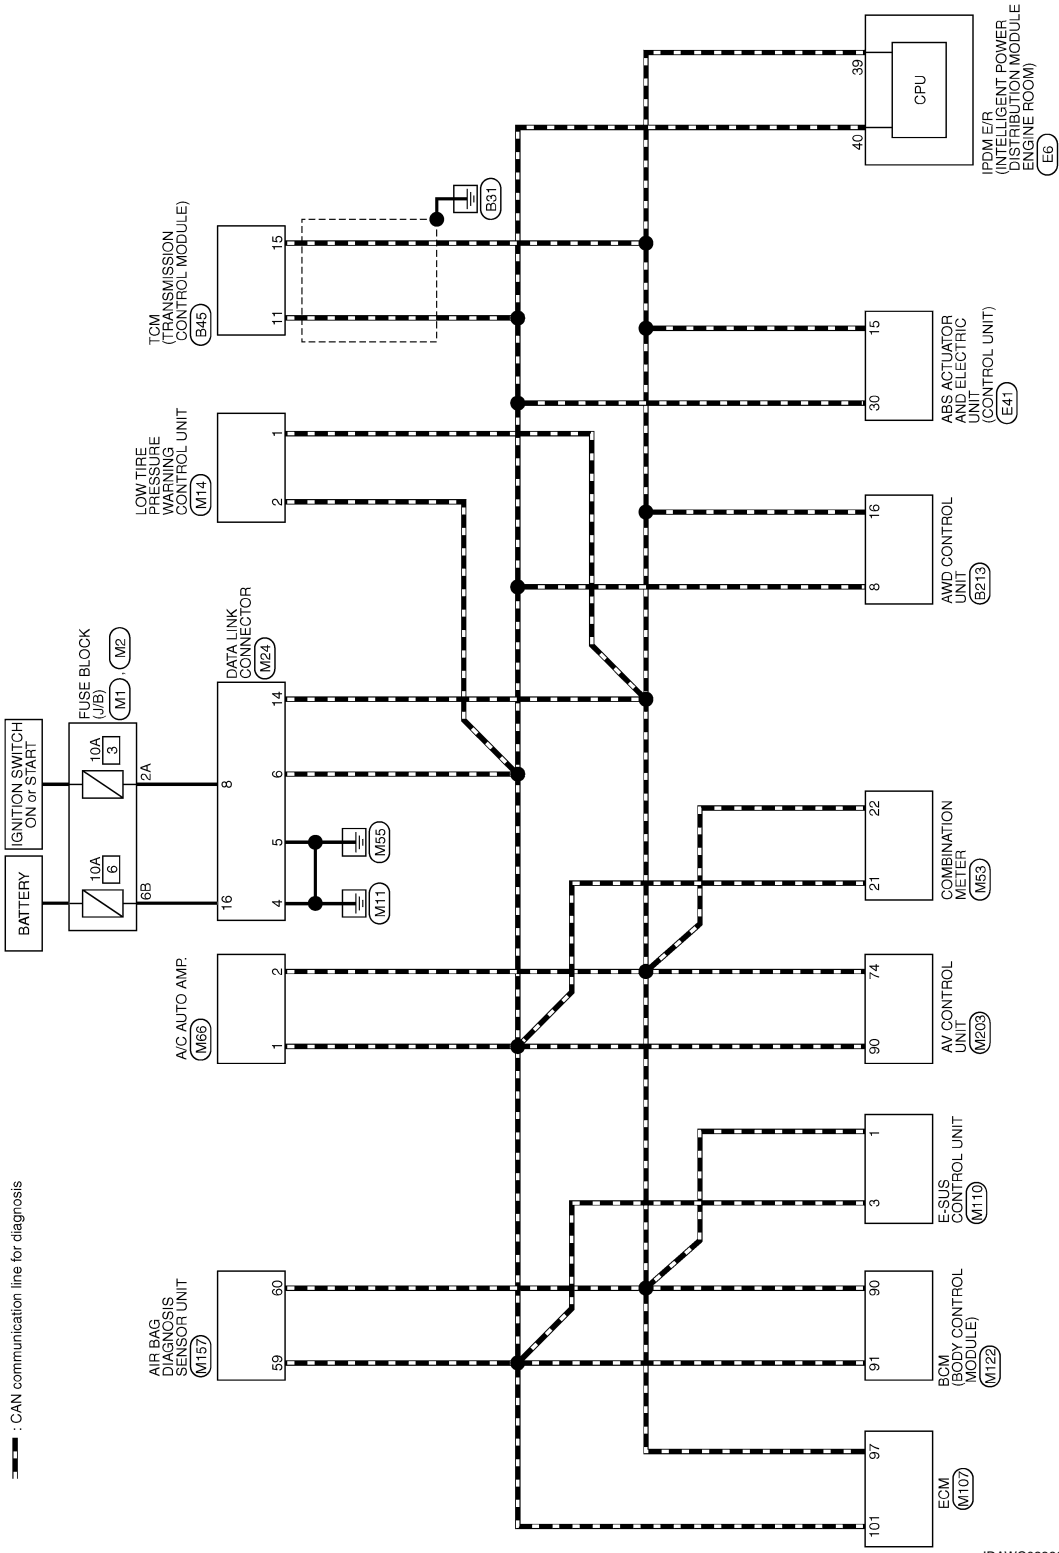 : CAN communication line for diagnosis
BATTERY
IGNITION SWITCH
ON or START
FUSE BLOCK
(J/B)
M1 , M2
10A
6
10A
3
6B
2A
AIR BAG
DIAGNOSIS
SENSOR UNIT
M157
59
60
A/C AUTO AMP.
M66
1
2
DATA LINK
CONNECTOR
M24
16
8
4
5
6
14
M11
M55
LOW TIRE
PRESSURE
WARNING
CONTROL UNIT
M14
2
1
TCM
(TRANSMISSION
CONTROL MODULE)
B45
11
15
B31
101
97
ECM
M107
91
90
BCM
(BODY CONTROL
MODULE)
M122
3
1
E-SUS
CONTROL UNIT
M110
90
74
AV CONTROL
UNIT
M203
21
22
COMBINATION
METER
M53
8
16
AWD CONTROL
UNIT
B213
30
15
ABS ACTUATOR
AND ELECTRIC
UNIT
(CONTROL UNIT)
E41
40
39
CPU
IPDM E/R
(INTELLIGENT POWER
DISTRIBUTION MODULE
ENGINE ROOM)
E6